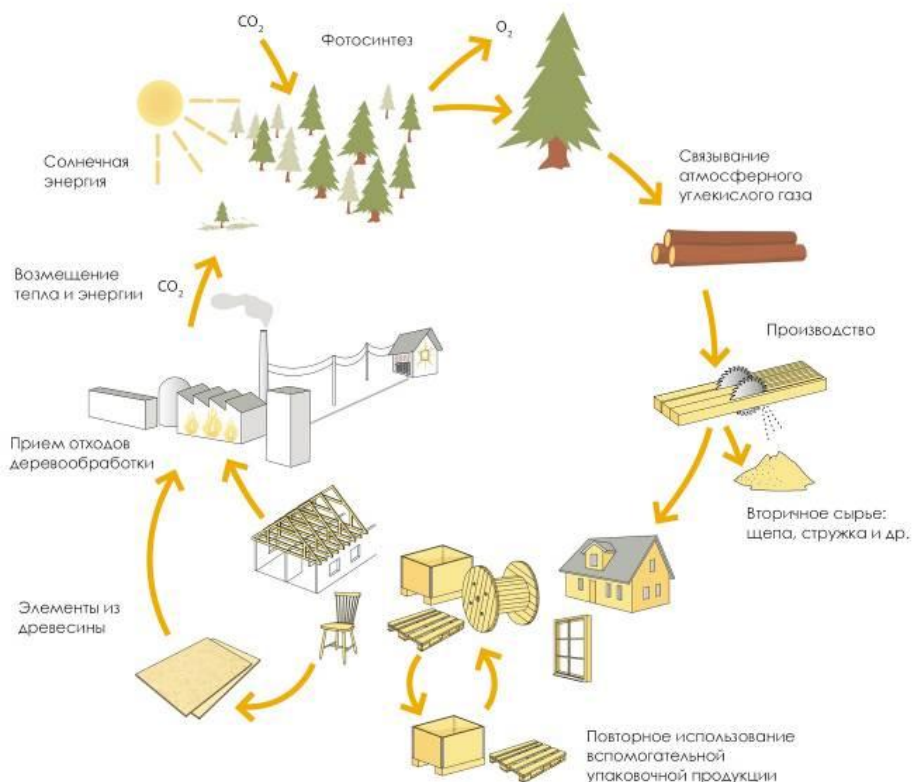 CO₂
Фотосинтез
O₂
Солнечная
энергия
Связывание
атмосферного
углекислого газа
Возмещение
тепла и энергии
CO₂
Производство
Прием отходов
деревообработки
Вторичное сырье:
щепа, стружка и др.
Элементы из
древесины
Повторное использование
вспомогательной
упаковочной продукции